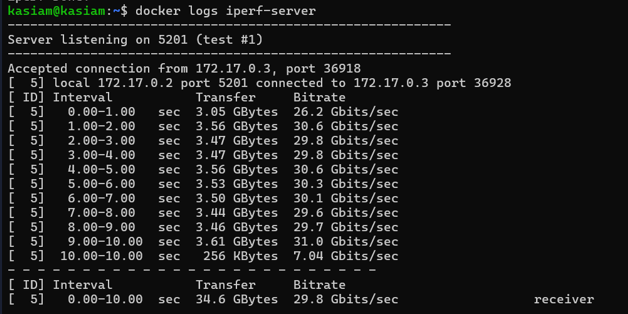 kasiam@kasiam:~$ docker logs iperf-server
-----------------------------------------------------------
Server listening on 5201 (test #1)
-----------------------------------------------------------
Accepted connection from 172.17.0.3, port 36918
[  5] local 172.17.0.2 port 5201 connected to 172.17.0.3 port 36928
[ ID] Interval           Transfer     Bitrate
[  5]   0.00-1.00   sec  3.05 GBytes  26.2 Gbits/sec
[  5]   1.00-2.00   sec  3.56 GBytes  30.6 Gbits/sec
[  5]   2.00-3.00   sec  3.47 GBytes  29.8 Gbits/sec
[  5]   3.00-4.00   sec  3.47 GBytes  29.8 Gbits/sec
[  5]   4.00-5.00   sec  3.56 GBytes  30.6 Gbits/sec
[  5]   5.00-6.00   sec  3.53 GBytes  30.3 Gbits/sec
[  5]   6.00-7.00   sec  3.50 GBytes  30.1 Gbits/sec
[  5]   7.00-8.00   sec  3.44 GBytes  29.6 Gbits/sec
[  5]   8.00-9.00   sec  3.46 GBytes  29.7 Gbits/sec
[  5]   9.00-10.00  sec  3.61 GBytes  31.0 Gbits/sec
[  5]  10.00-10.00  sec   256 KBytes  7.04 Gbits/sec
- - - - - - - - - - - - - - - - - - - - - - - - -
[ ID] Interval           Transfer     Bitrate
[  5]   0.00-10.00  sec  34.6 GBytes  29.8 Gbits/sec                  receiver